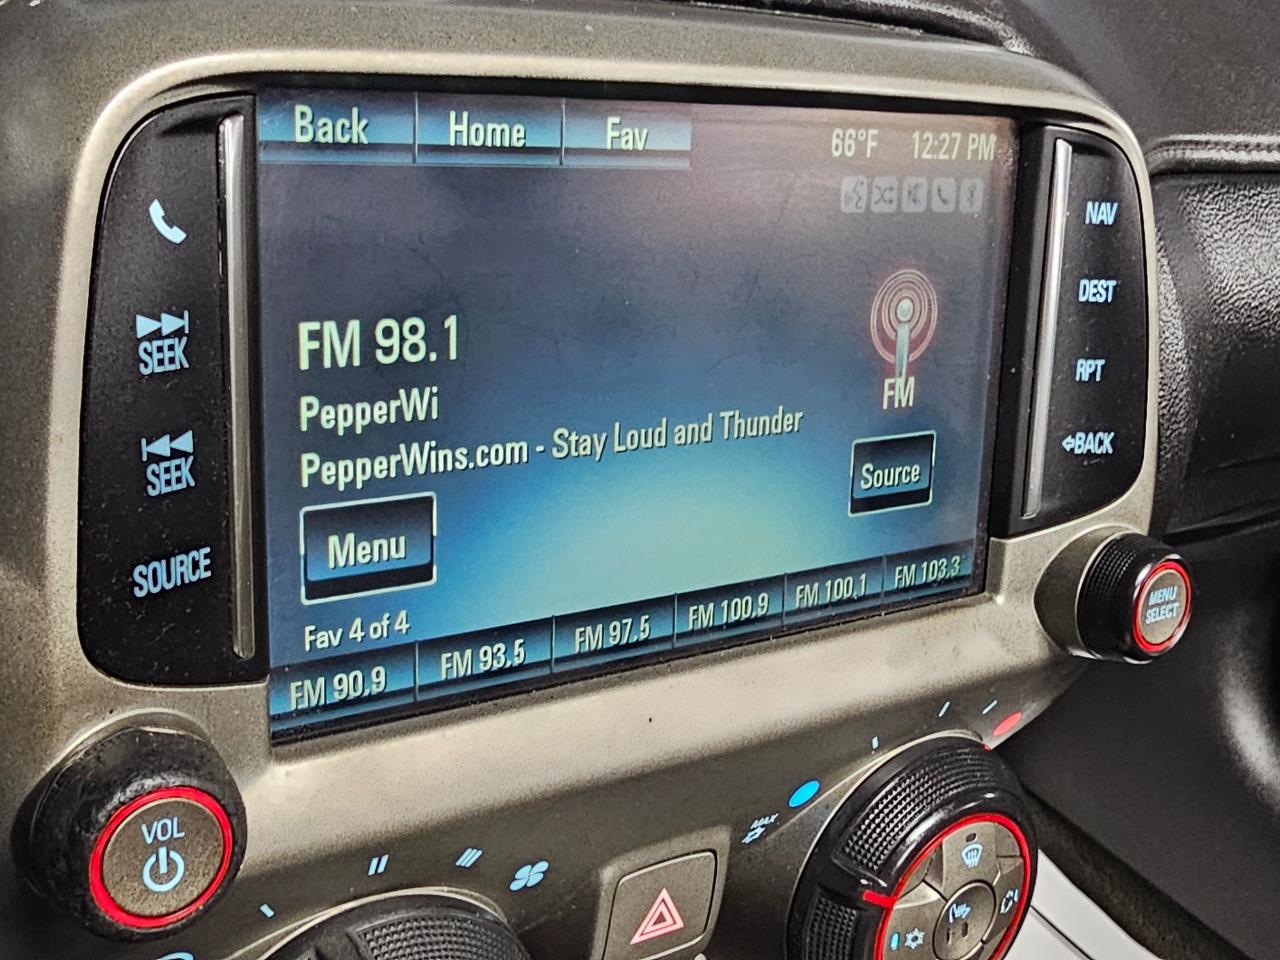 Back Home Fav 66°F 12:27 PM
NAV
DEST
SEEK
FM 98.1
RPT
PepperWi
FM
BACK
PepperWins.com - Stay Loud and Thunder
SEEK
Source
Menu
SOURCE
Fav 4 of 4
FM 90.9 FM 93.5 FM 97.5 FM 100.9 FM 100.1 FM 103.3
MENU
SELECT
VOL
MAX